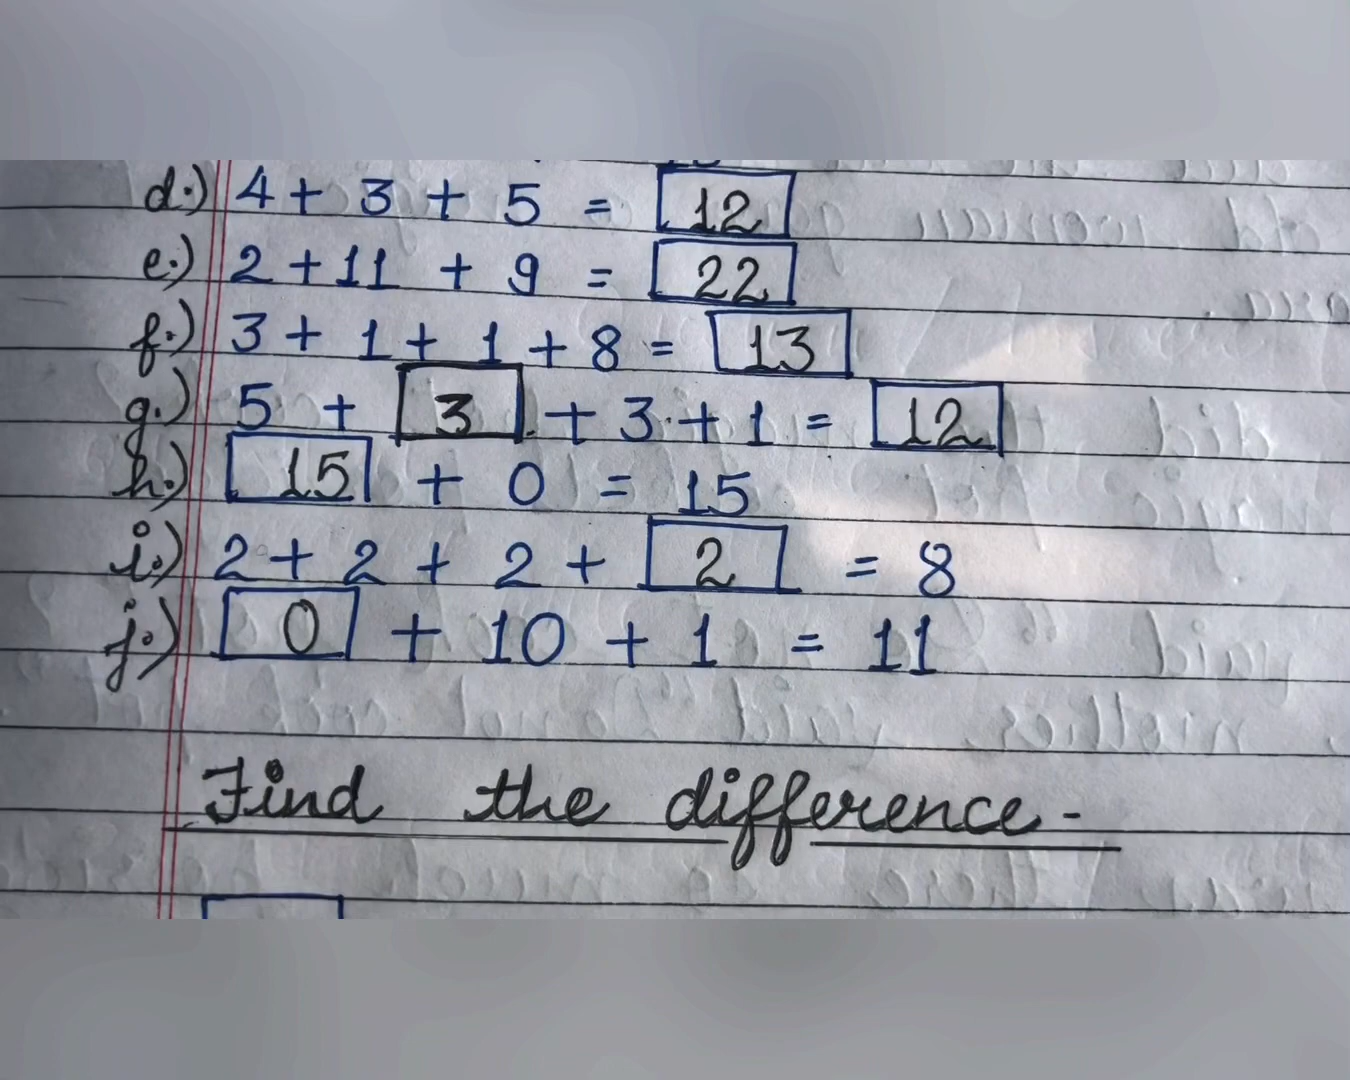 d.) 4 + 3 + 5 = 12
e.) 2 + 11 + 9 = 22
f.) 3 + 1 + 1 + 8 = 13
g.) 5 + 3 + 3 + 1 = 12
h.) 15 + 0 = 15
i.) 2 + 2 + 2 + 2 = 8
j.) 0 + 10 + 1 = 11
Find the difference -